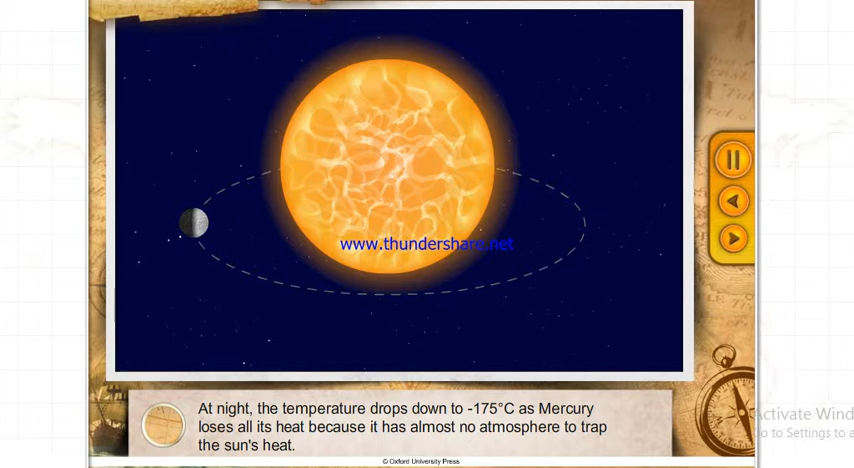 www.thundershare.net
At night, the temperature drops down to -175°C as Mercury
loses all its heat because it has almost no atmosphere to trap
the sun's heat.
© Oxford University Press
Activate Wind
Go to Settings to a